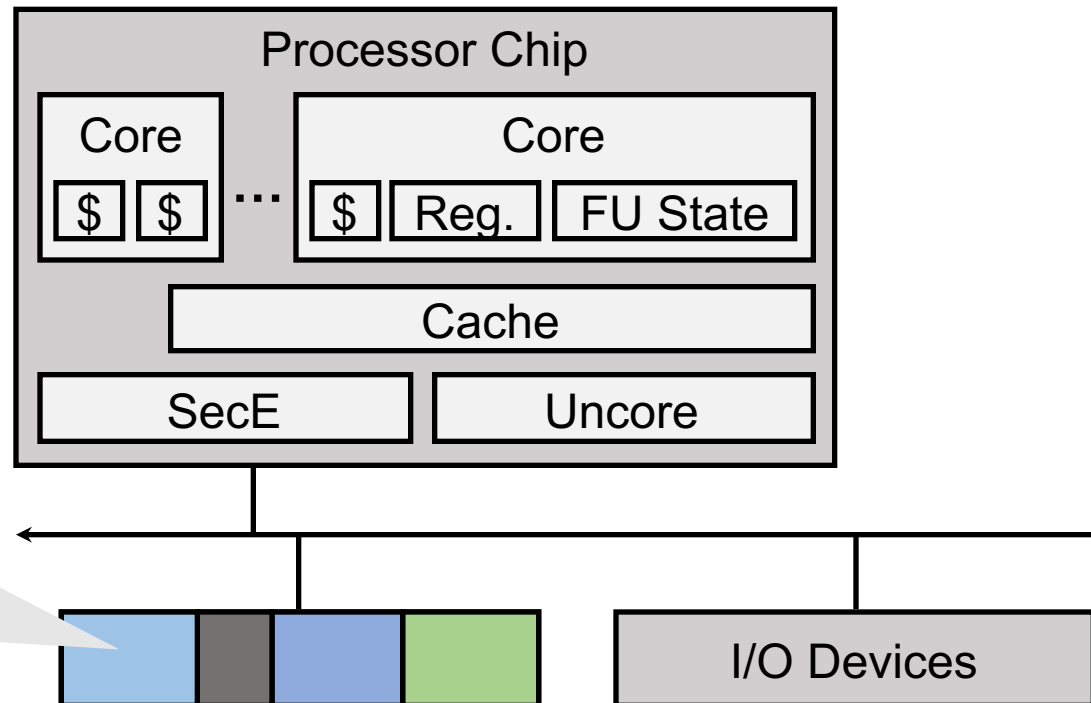 Processor Chip
Core
Core
$ $ ... $ Reg. FU State
Cache
SecE Uncore
I/O Devices